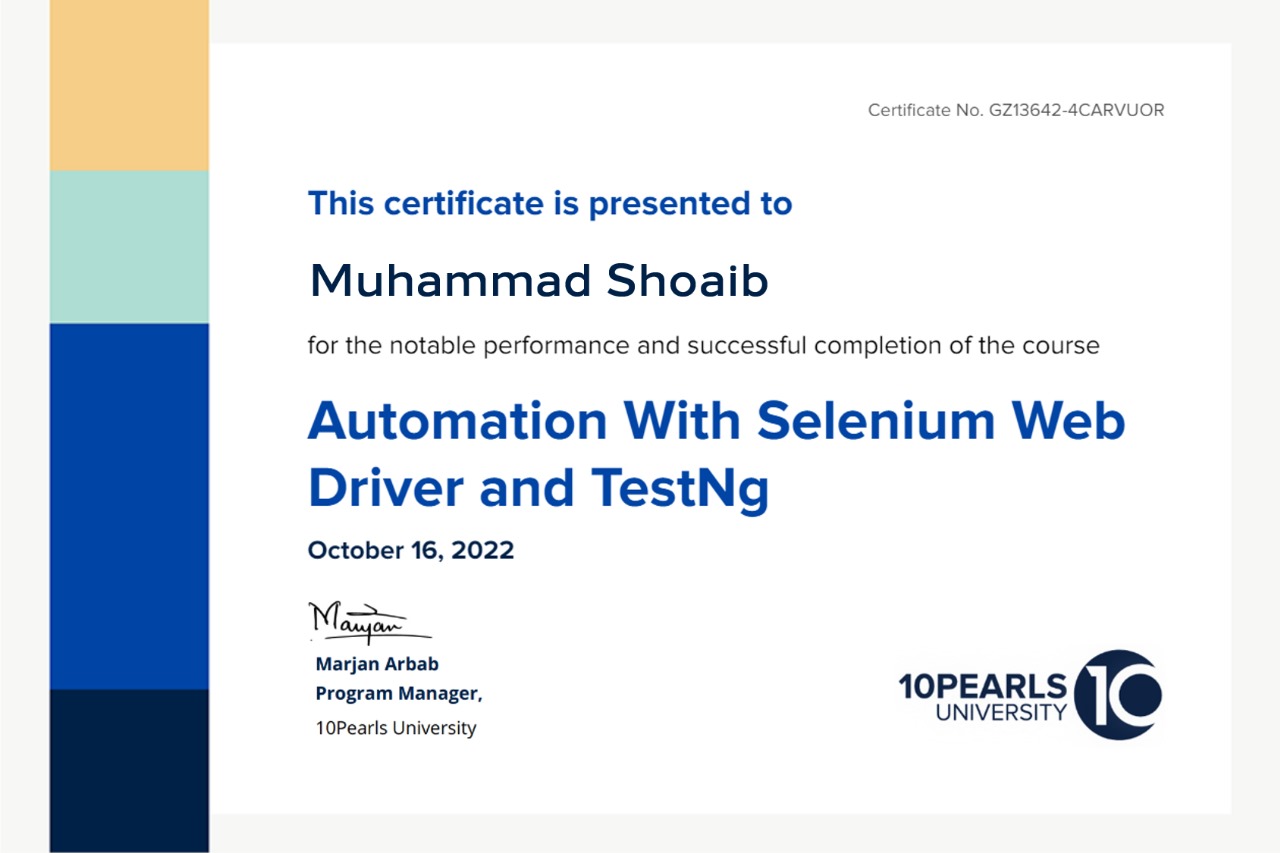 Certificate No. GZ13642-4CARVUOR
This certificate is presented to
Muhammad Shoaib
for the notable performance and successful completion of the course
Automation With Selenium Web
Driver and TestNg
October 16, 2022
Marjan
Marjan Arbab
Program Manager,
10Pearls University
10PEARLS
UNIVERSITY
10